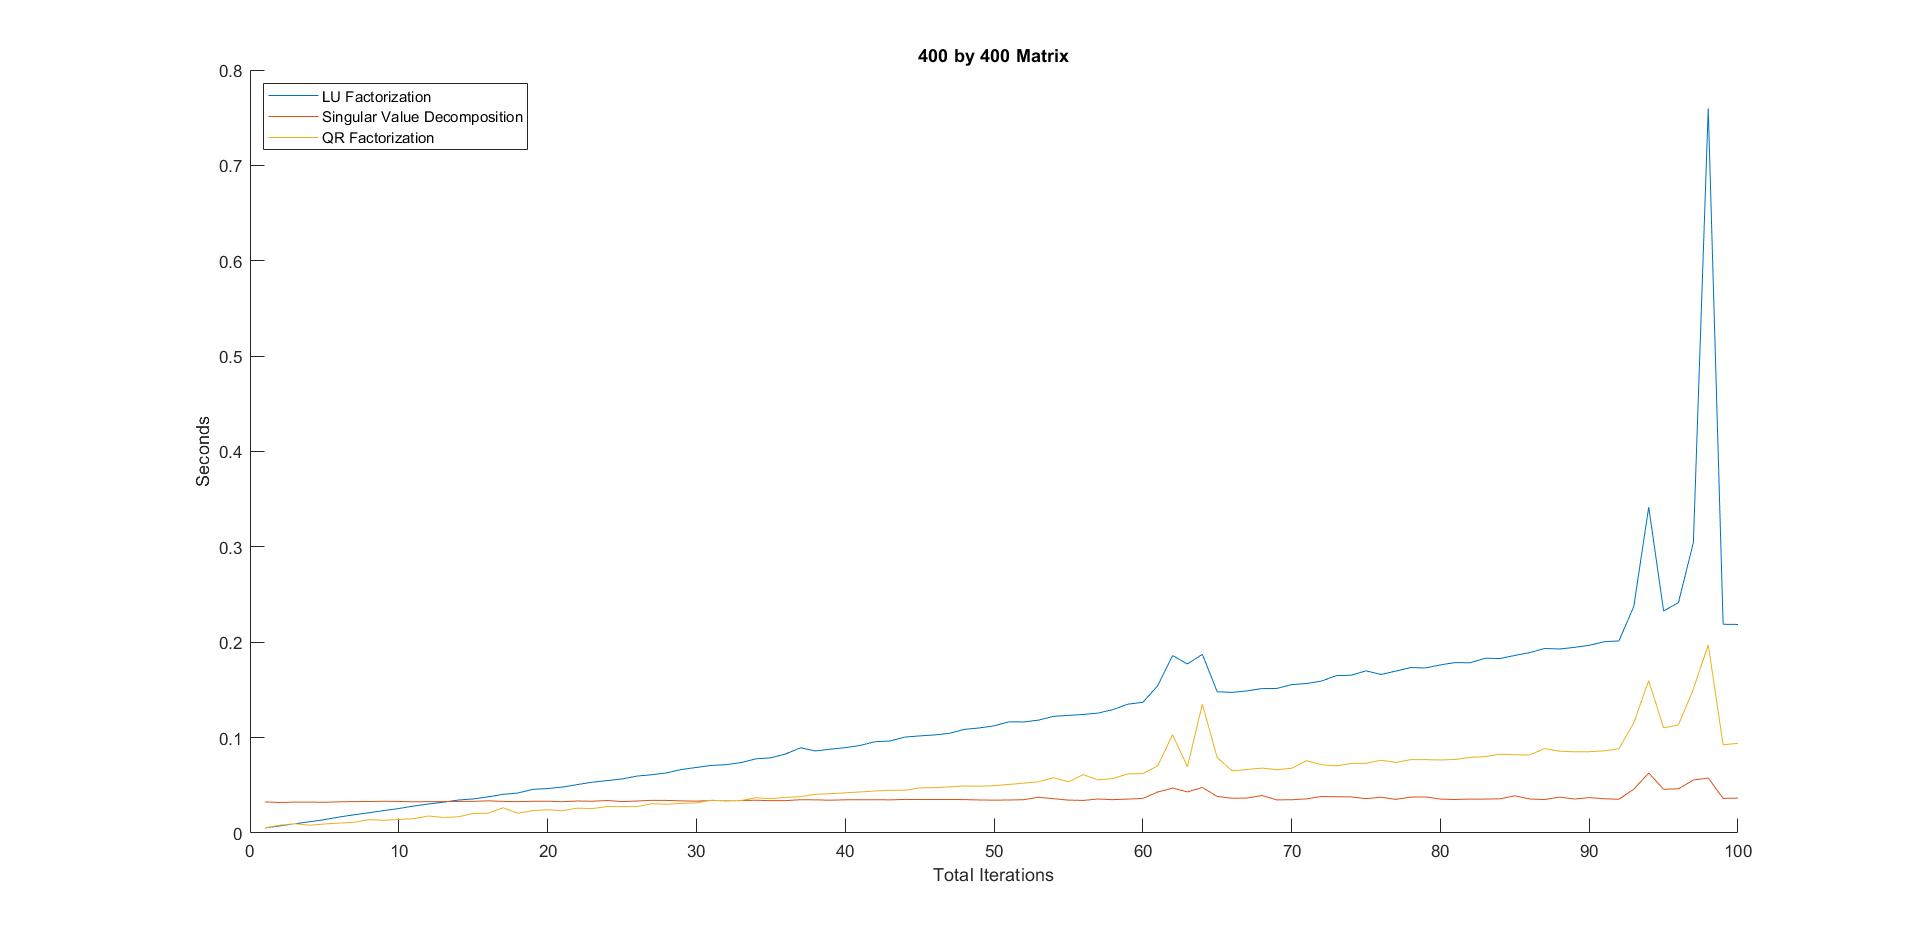 400 by 400 Matrix
LU Factorization
Singular Value Decomposition
QR Factorization
0.8
0.7
0.6
0.5
0.4
0.3
0.2
0.1
0
Seconds
0 10 20 30 40 50 60 70 80 90 100
Total Iterations